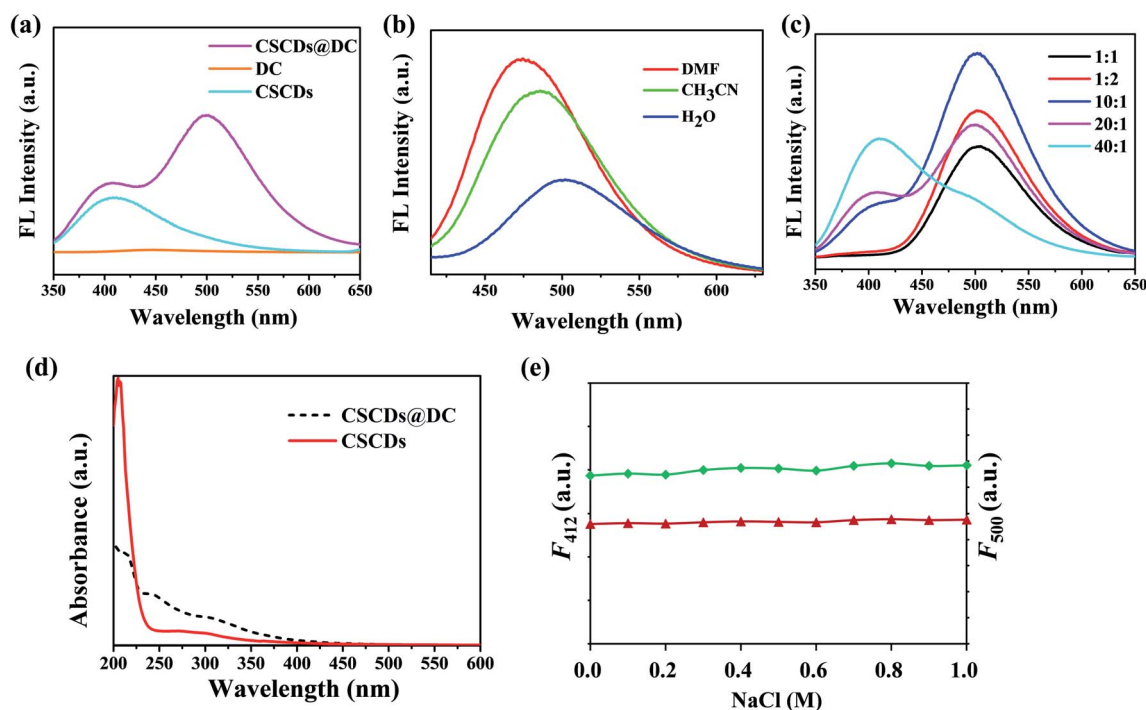 (a)
FL Intensity (a.u.)
CSCDs@DC
DC
CSCDs
350 400 450 500 550 600 650
Wavelength (nm)
(b)
FL Intensity (a.u.)
DMF
CH₃CN
H₂O
450 500 550 600
Wavelength (nm)
(c)
FL Intensity (a.u.)
1:1
1:2
10:1
20:1
40:1
350 400 450 500 550 600 650
Wavelength (nm)
(d)
Absorbance (a.u.)
CSCDs@DC
CSCDs
200 250 300 350 400 450 500 550 600
Wavelength (nm)
(e)
F₄₁₂ (a.u.)
F₅₀₀ (a.u.)
0.0 0.2 0.4 0.6 0.8 1.0
NaCl (M)